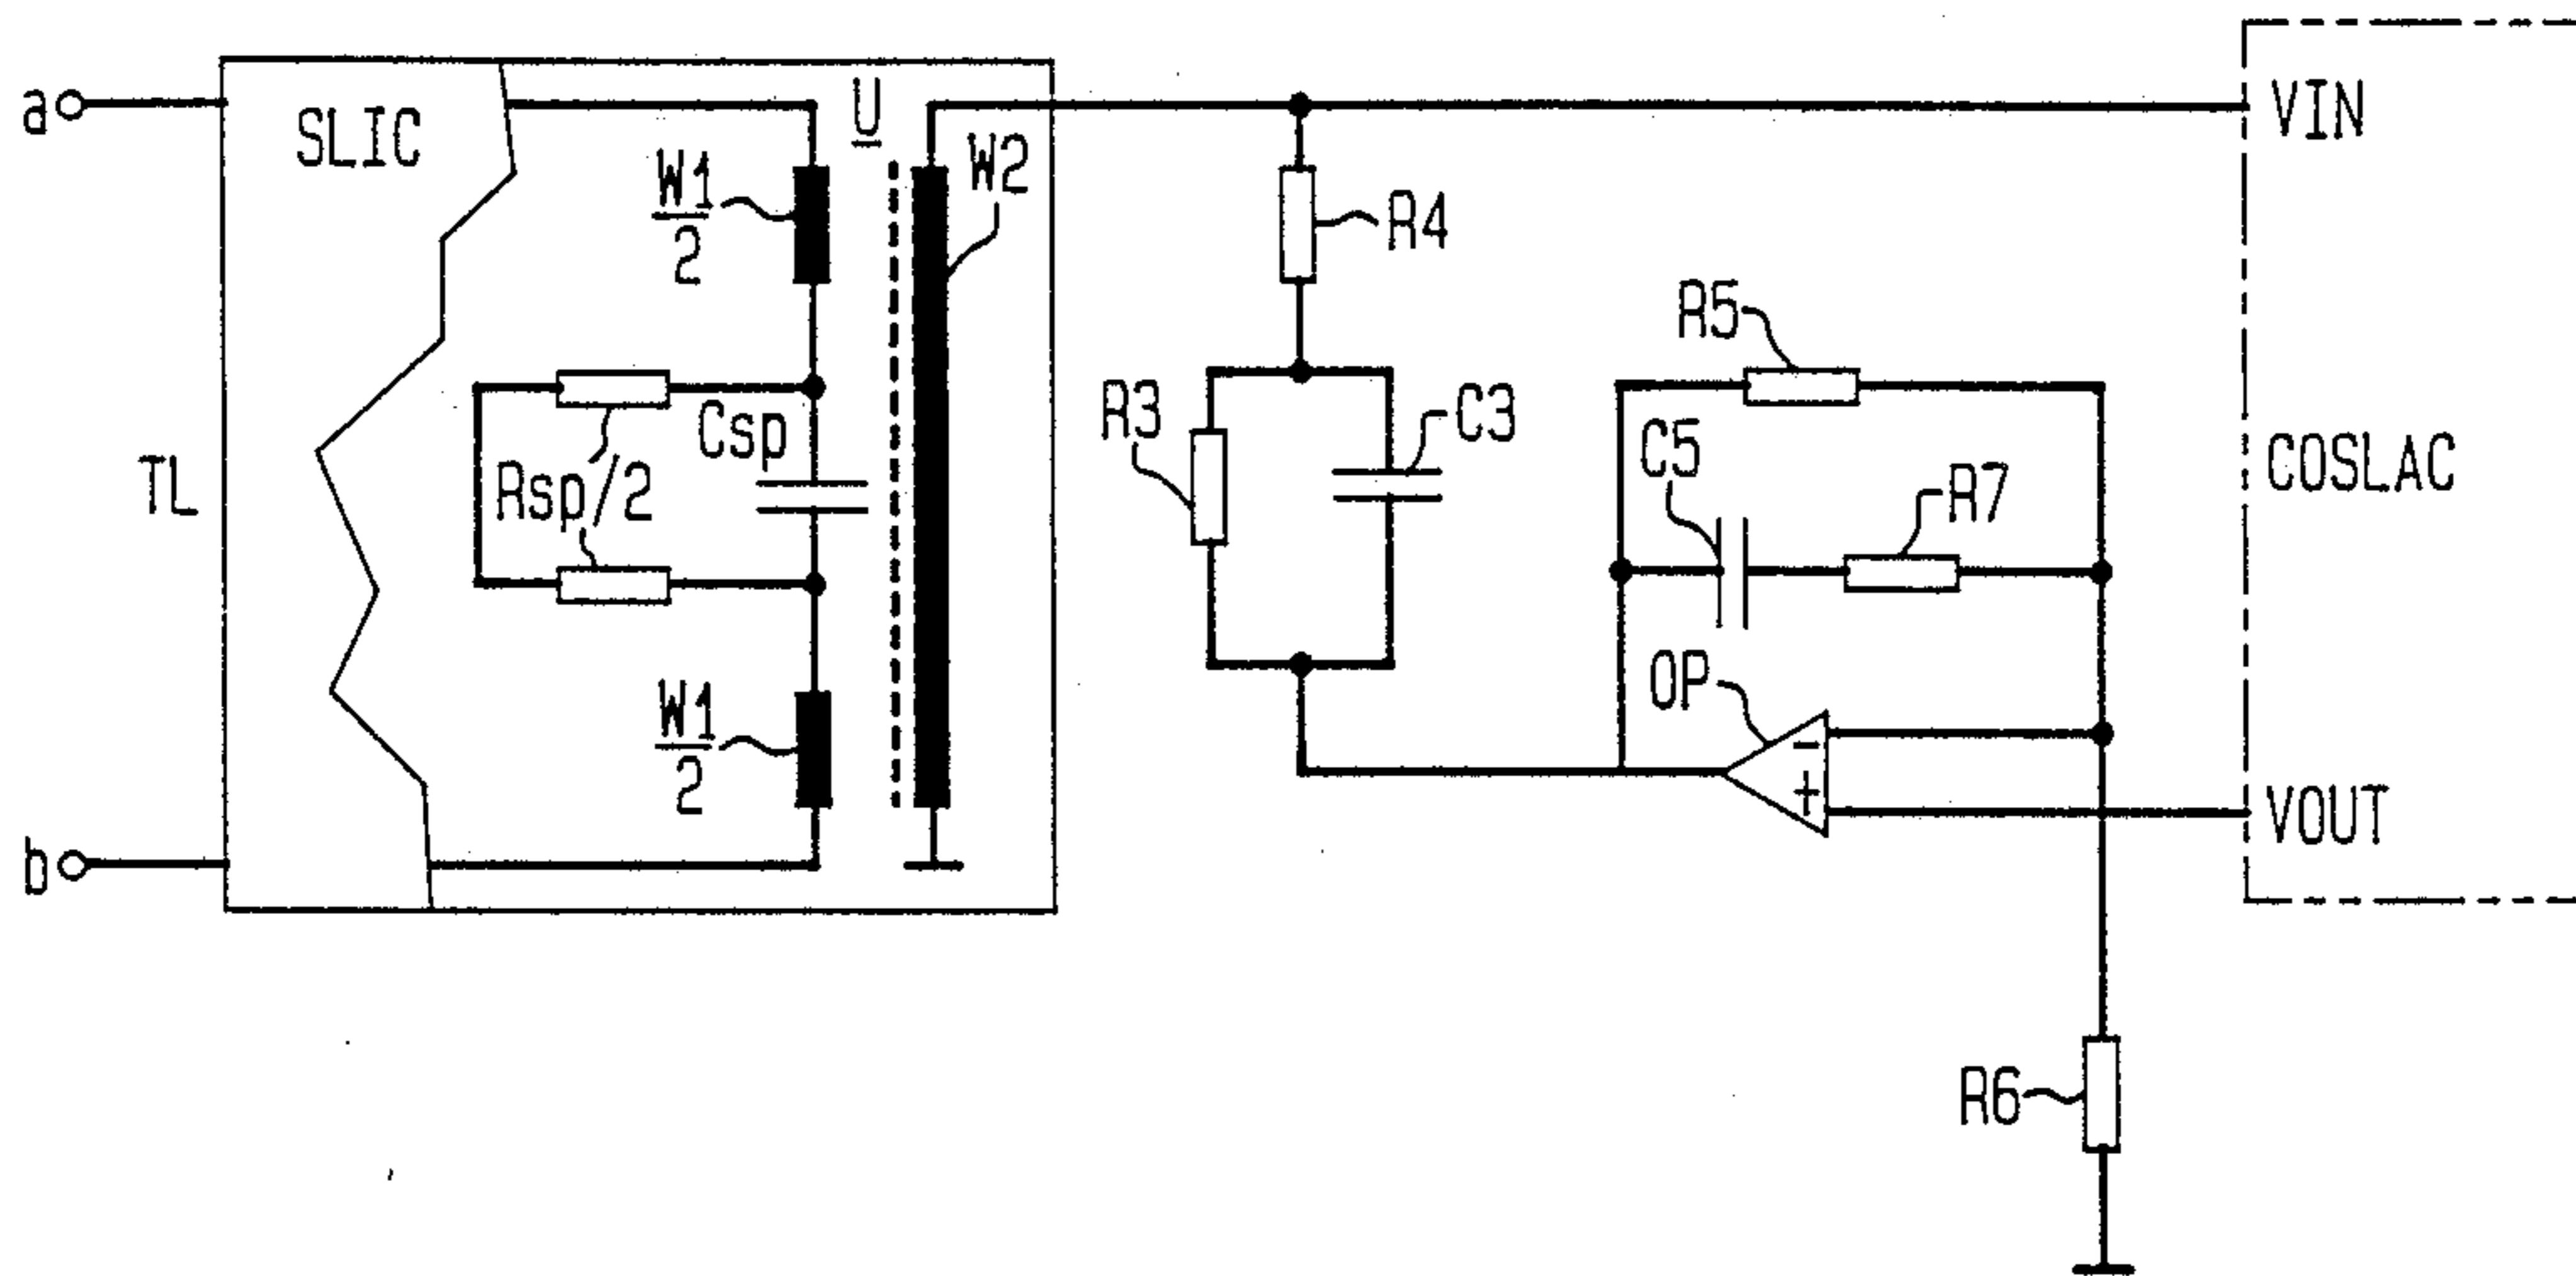 a
SLIC
U
W1
2
W2
VIN
R4
R5
R3
C3
Csp
C5
R7
TL
Rsp/2
COSLAC
W1
2
OP
-
+
VOUT
b
R6